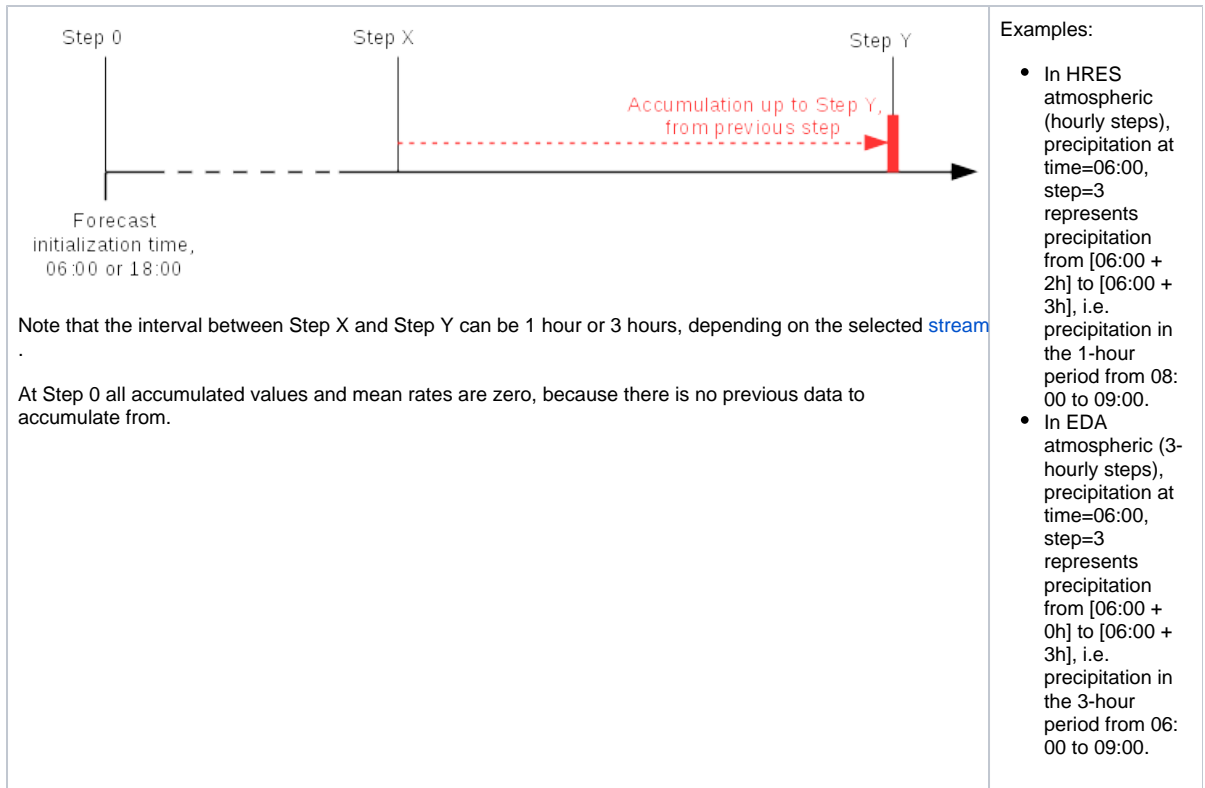 Step 0
Step X
Step Y
Accumulation up to Step Y,
from previous step
Forecast
initialization time,
06:00 or 18:00
Note that the interval between Step X and Step Y can be 1 hour or 3 hours, depending on the selected stream
.
At Step 0 all accumulated values and mean rates are zero, because there is no previous data to
accumulate from.
Examples:
• In HRES
atmospheric
(hourly steps),
precipitation at
time=06:00,
step=3
represents
precipitation
from [06:00 +
2h] to [06:00 +
3h], i.e.
precipitation in
the 1-hour
period from 08:
00 to 09:00.
• In EDA
atmospheric (3-
hourly steps),
precipitation at
time=06:00,
step=3
represents
precipitation
from [06:00 +
0h] to [06:00 +
3h], i.e.
precipitation in
the 3-hour
period from 06:
00 to 09:00.